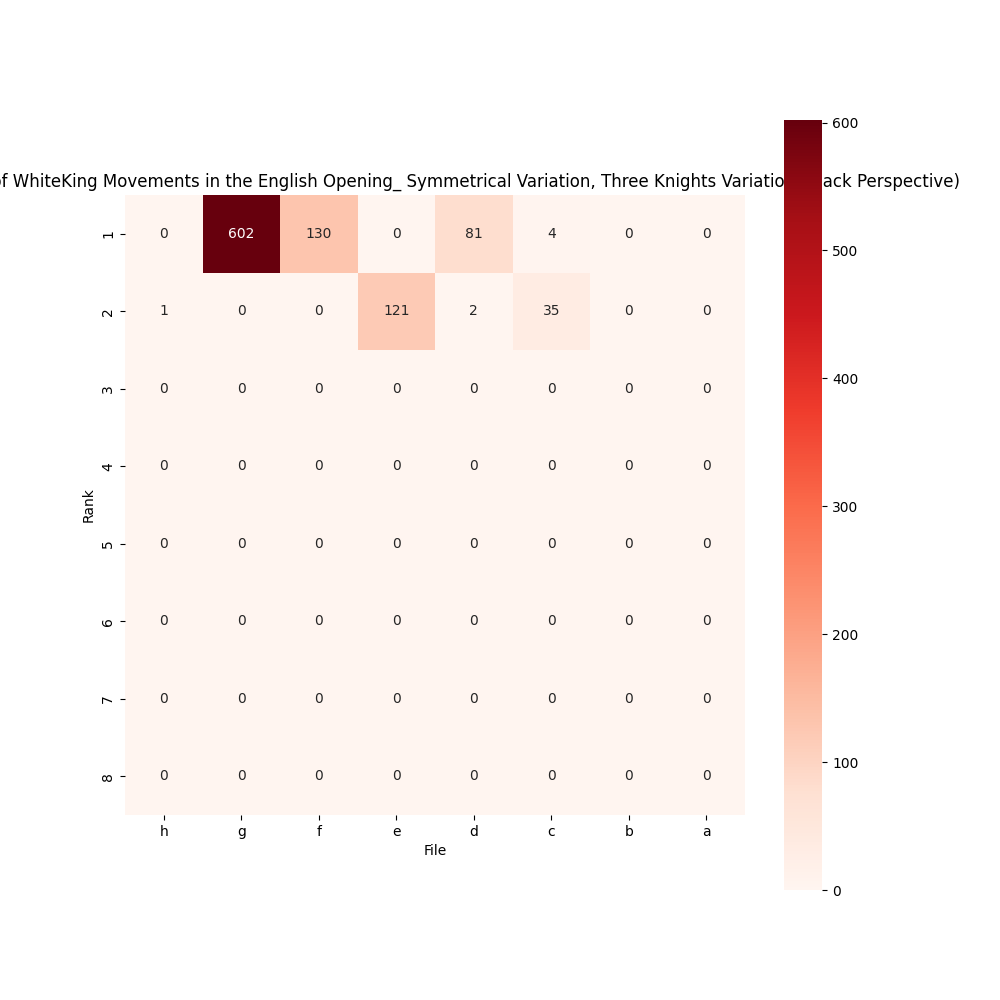 of WhiteKing Movements in the English Opening_ Symmetrical Variation, Three Knights Variatio ack Perspective)
600
500
400
300
200
100
0
Rank
1 0 602 130 0 81 4 0 0
2 1 0 0 121 2 35 0 0
3 0 0 0 0 0 0 0 0
4 0 0 0 0 0 0 0 0
5 0 0 0 0 0 0 0 0
6 0 0 0 0 0 0 0 0
7 0 0 0 0 0 0 0 0
8 0 0 0 0 0 0 0 0
h g f e d c b a
File